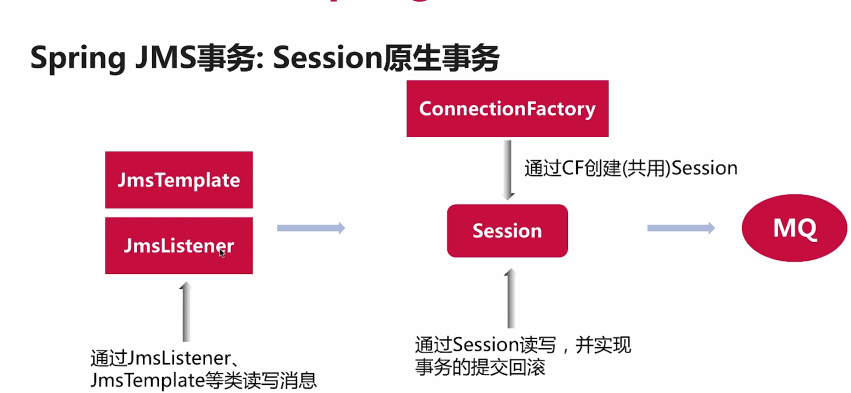 Spring JMS事务: Session原生事务
ConnectionFactory
通过CF创建(共用)Session
JmsTemplate
JmsListener
Session
MQ
通过JmsListener、
JmsTemplate等类读写消息
通过Session读写，并实现
事务的提交回滚